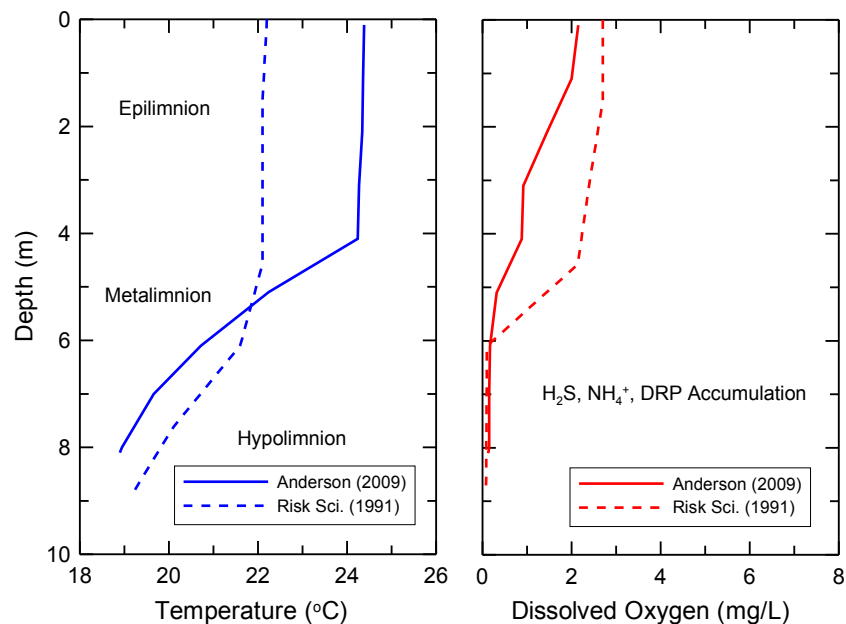 0
2
4
6
8
10
Depth (m)
Epilimnion
Metalimnion
Hypolimnion
Anderson (2009)
Risk Sci. (1991)
18 20 22 24 26
Temperature (°C)
H₂S, NH₄⁺, DRP Accumulation
Anderson (2009)
Risk Sci. (1991)
0 2 4 6 8
Dissolved Oxygen (mg/L)